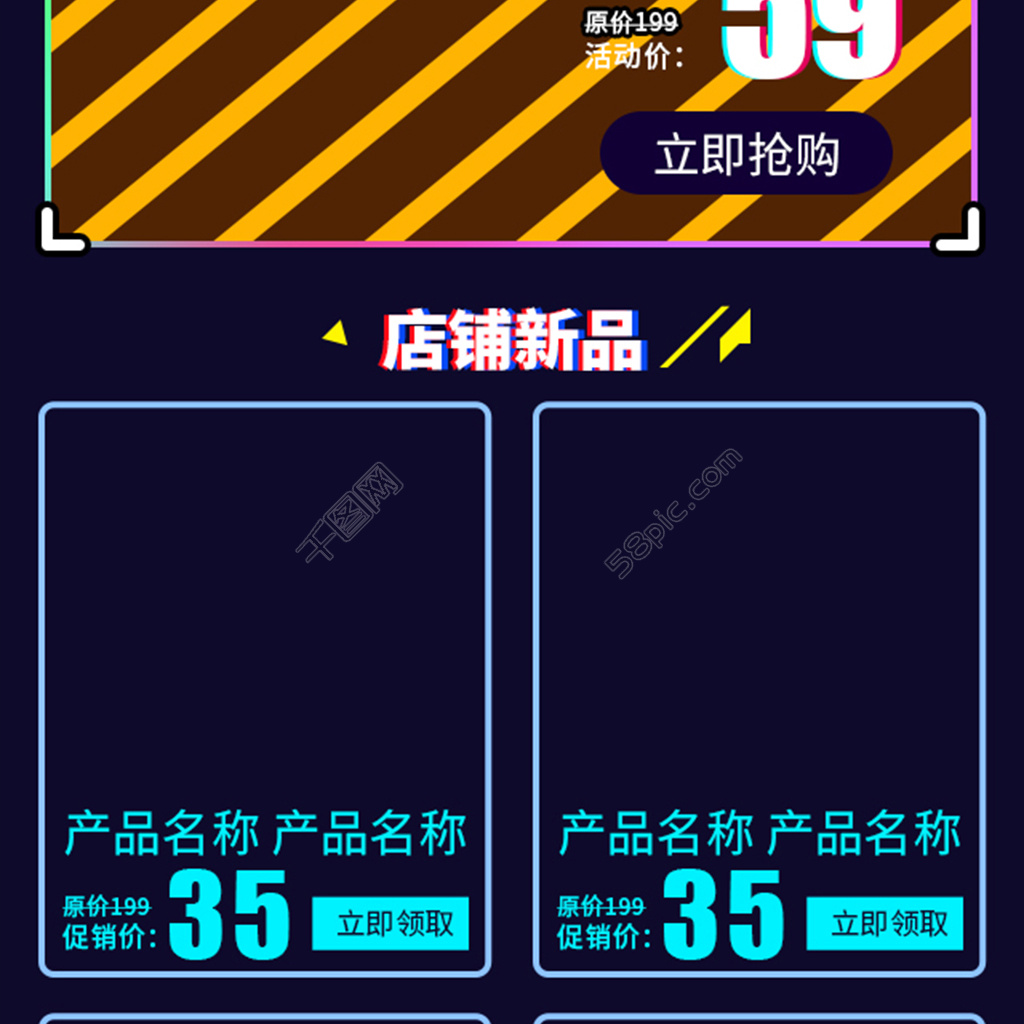 原价199
活动价：
59
立即抢购
店铺新品
千图网
58pic.com
产品名称 产品名称
原价199
促销价：
35
立即领取
产品名称 产品名称
原价199
促销价：
35
立即领取